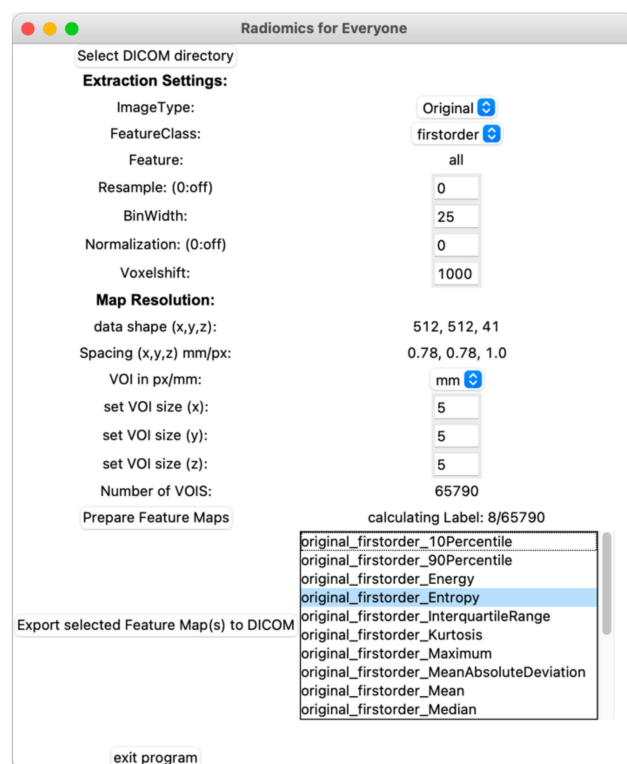 Radiomics for Everyone
Select DICOM directory
Extraction Settings:
ImageType: Original
FeatureClass: firstorder
Feature: all
Resample: (0:off) 0
BinWidth: 25
Normalization: (0:off) 0
Voxelshift: 1000
Map Resolution:
data shape (x,y,z): 512, 512, 41
Spacing (x,y,z) mm/px: 0.78, 0.78, 1.0
VOI in px/mm: mm
set VOI size (x): 5
set VOI size (y): 5
set VOI size (z): 5
Number of VOIS: 65790
Prepare Feature Maps calculating Label: 8/65790
original_firstorder_10Percentile
original_firstorder_90Percentile
original_firstorder_Energy
original_firstorder_Entropy
original_firstorder_InterquartileRange
Export selected Feature Map(s) to DICOM
original_firstorder_Kurtosis
original_firstorder_Maximum
original_firstorder_MeanAbsoluteDeviation
original_firstorder_Mean
original_firstorder_Median
exit program